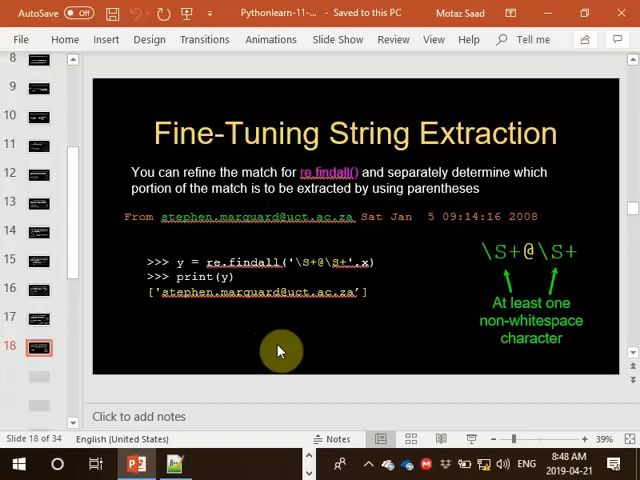 AutoSave Off Pythonlearn-11-... - Saved to this PC Motaz Saad
File Home Insert Design Transitions Animations Slide Show Review View Help Tell me
8
9
10
11
12
13
14
15
16
17
18
Fine-Tuning String Extraction
You can refine the match for re.findall() and separately determine which
portion of the match is to be extracted by using parentheses
From stephen.marquard@uct.ac.za Sat Jan 5 09:14:16 2008
>>> y = re.findall('\S+@\S+',x)
>>> print(y)
['stephen.marquard@uct.ac.za']
\S+@\S+
At least one
non-whitespace
character
Click to add notes
Slide 18 of 34 English (United States) Notes 39%
ENG 8:48 AM
2019-04-21